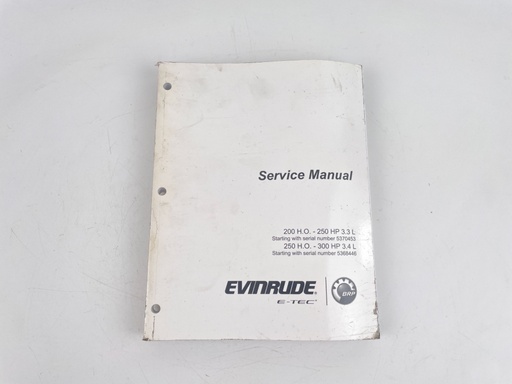 Service Manual
200 H.O. - 250 HP 3.3 L
Starting with serial number 5370453
250 H.O. - 300 HP 3.4 L
Starting with serial number 5368446
EVINRUDE
E-TEC
BRP